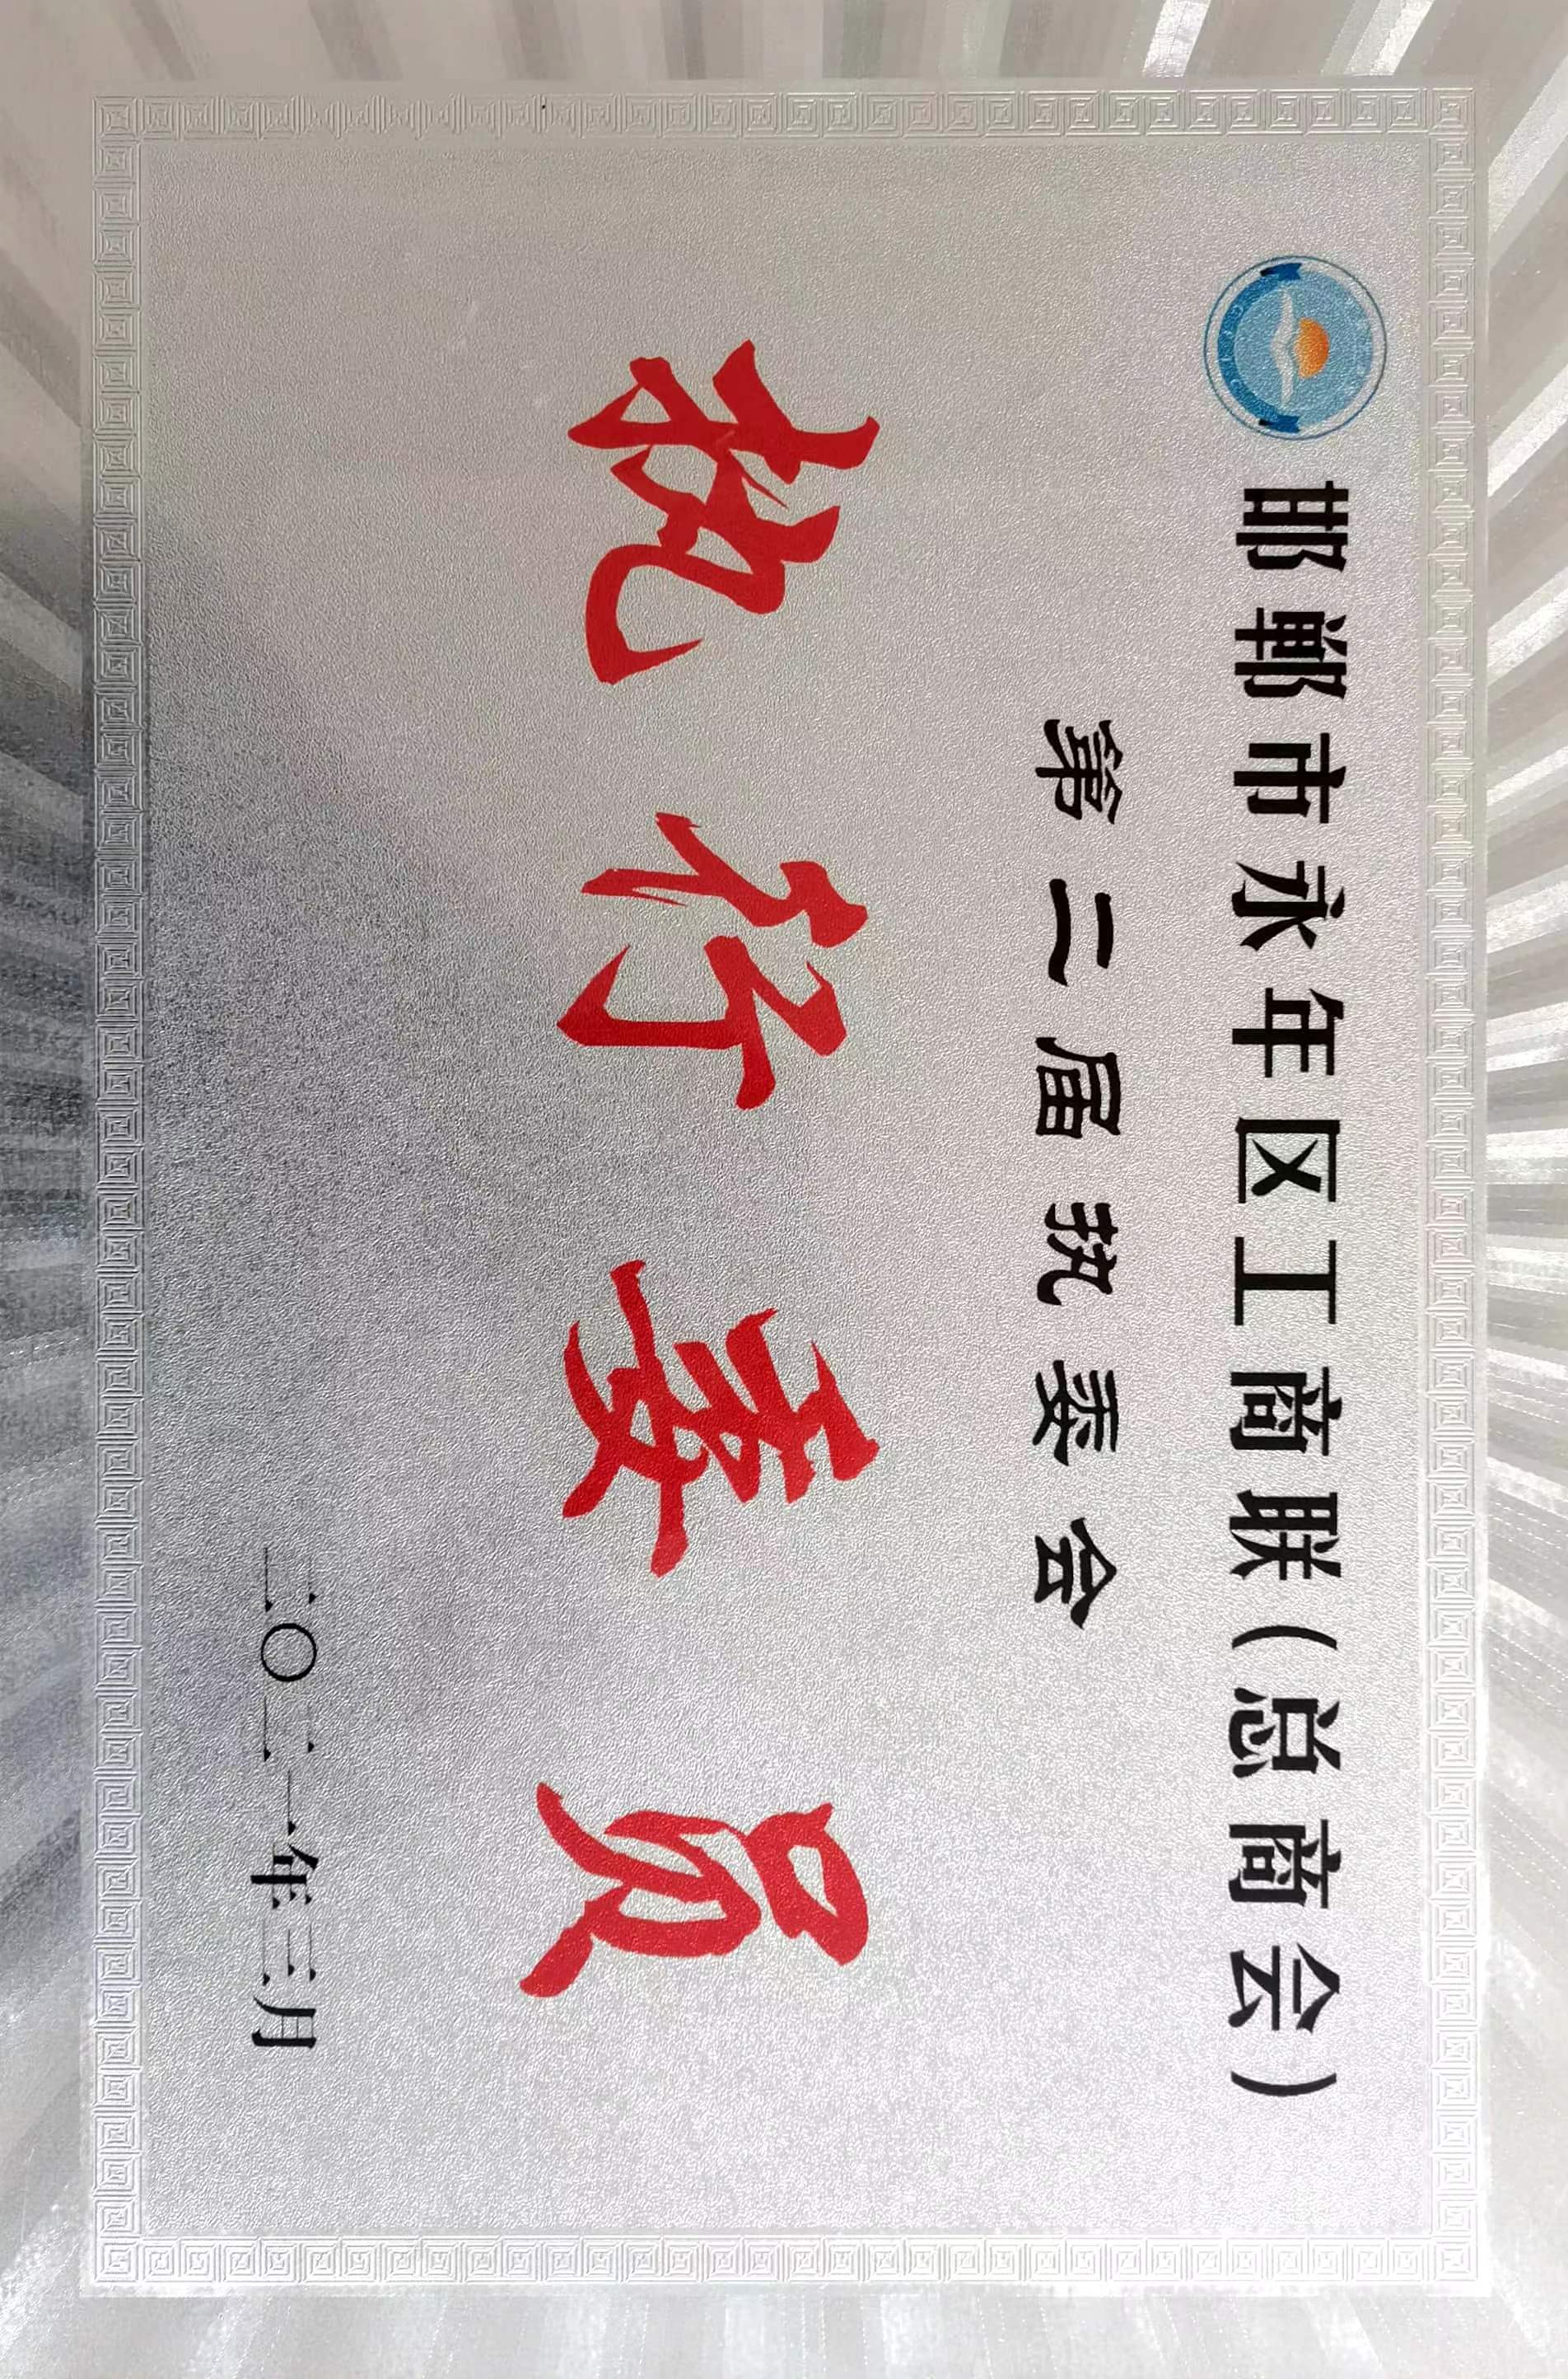 邯郸市永年区工商联（总商会）
第二届执委会
执行委员
二〇二一年三月